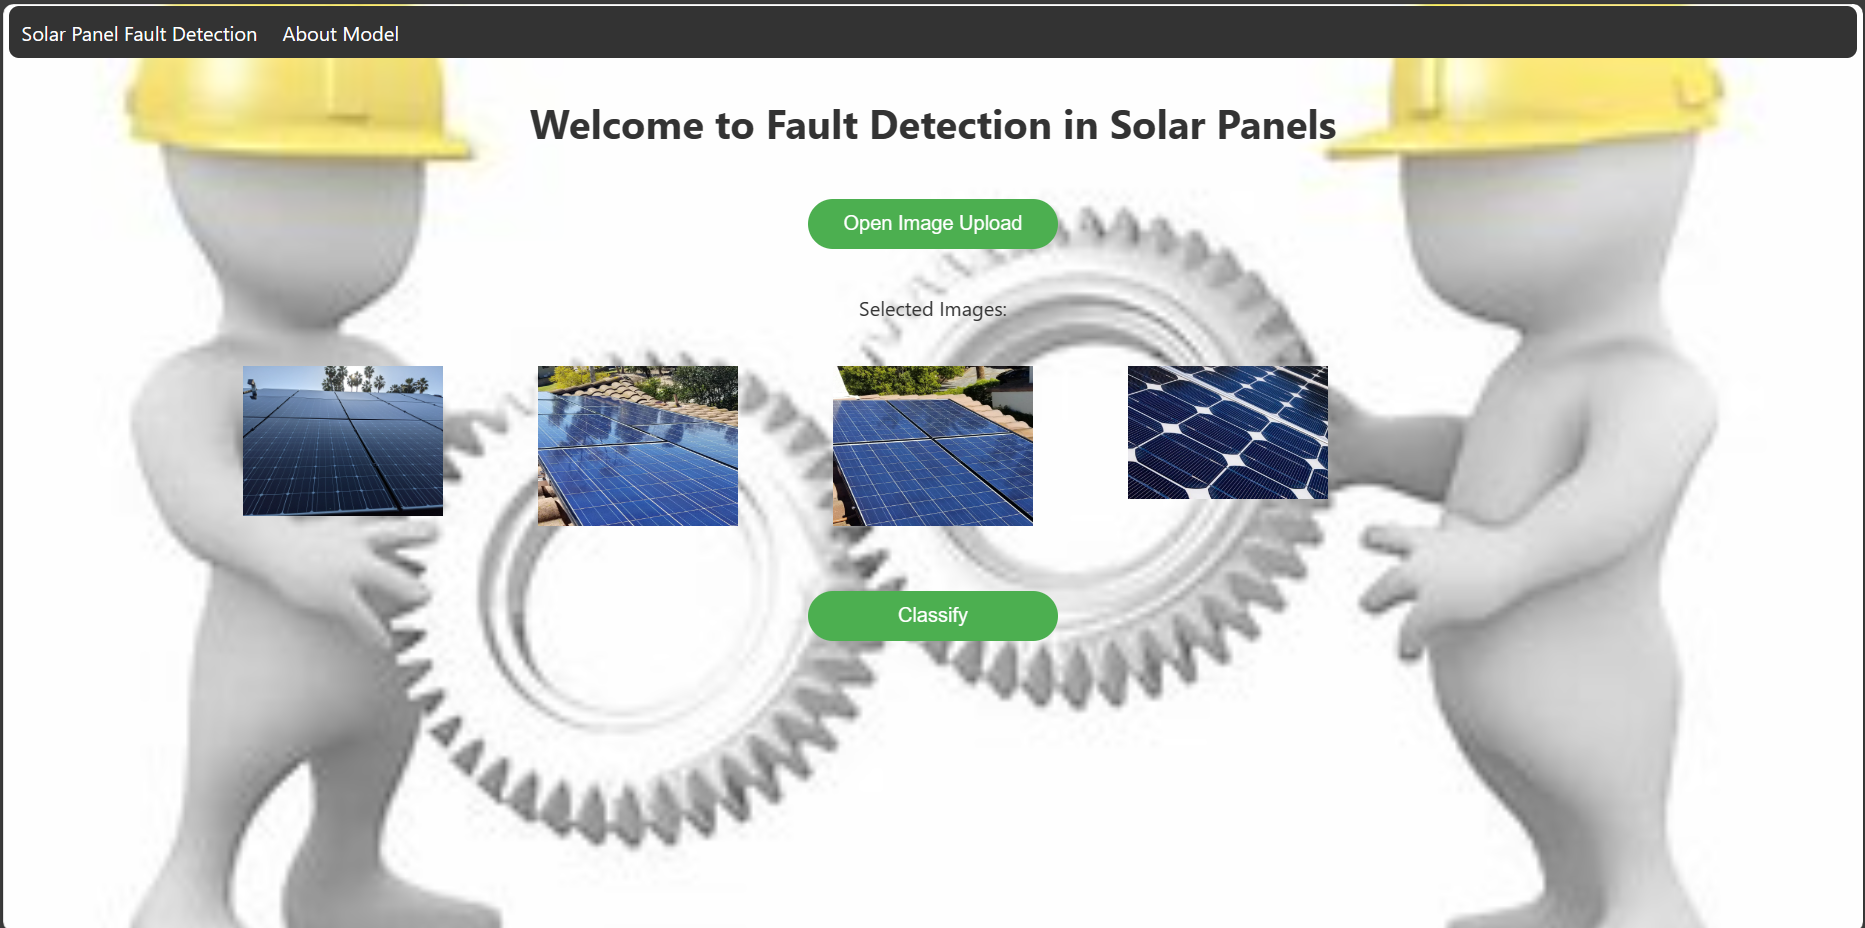 Solar Panel Fault Detection About Model
Welcome to Fault Detection in Solar Panels
Open Image Upload
Selected Images:
Classify